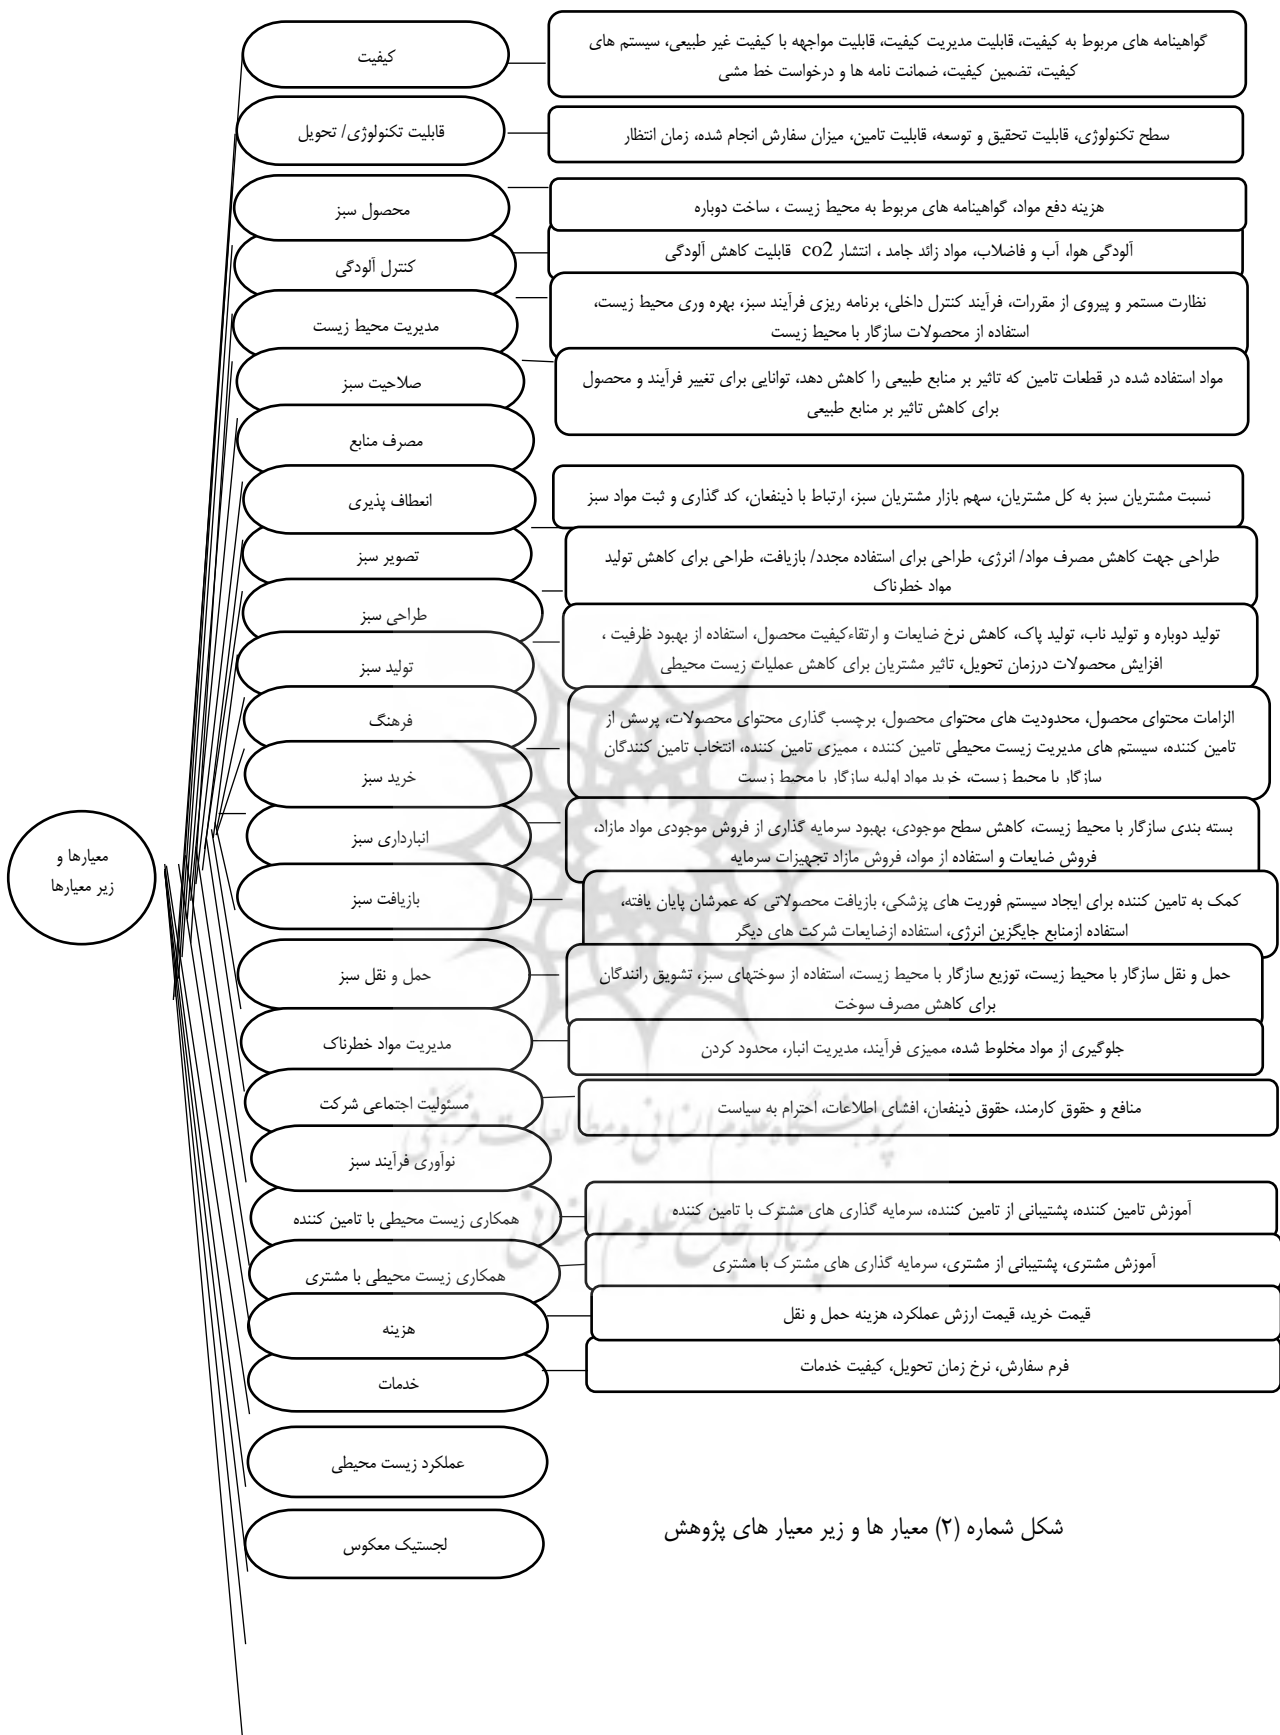 کیفیت
گواهینامه های مربوط به کیفیت، قابلیت مدیریت کیفیت، قابلیت مواجهه با کیفیت غیر طبیعی، سیستم های
کیفیت، تضمین کیفیت، ضمانت نامه ها و درخواست خط مشی
قابلیت تکنولوژی/ تحویل
سطح تکنولوژی، قابلیت تحقیق و توسعه، قابلیت تامین، میزان سفارش انجام شده، زمان انتظار
محصول سبز
هزینه دفع مواد، گواهینامه های مربوط به محیط زیست ، ساخت دوباره
کنترل آلودگی
آلودگی هوا، آب و فاضلاب، مواد زائد جامد ، انتشار co2 قابلیت کاهش آلودگی
مدیریت محیط زیست
نظارت مستمر و پیروی از مقررات، فرآیند کنترل داخلی، برنامه ریزی فرآیند سبز، بهره وری محیط زیست،
استفاده از محصولات سازگار با محیط زیست
صلاحیت سبز
مواد استفاده شده در قطعات تامین که تاثیر بر منابع طبیعی را کاهش دهد، توانایی برای تغییر فرآیند و محصول
برای کاهش تاثیر بر منابع طبیعی
مصرف منابع
انعطاف پذیری
نسبت مشتریان سبز به کل مشتریان، سهم بازار مشتریان سبز، ارتباط با ذینفعان، کد گذاری و ثبت مواد سبز
تصویر سبز
طراحی جهت کاهش مصرف مواد/ انرژی، طراحی برای استفاده مجدد/ بازیافت، طراحی برای کاهش تولید
مواد خطرناک
طراحی سبز
تولید دوباره و تولید ناب، تولید پاک، کاهش نرخ ضایعات و ارتقاءکیفیت محصول، استفاده از بهبود ظرفیت ،
افزایش محصولات درزمان تحویل، تاثیر مشتریان برای کاهش عملیات زیست محیطی
تولید سبز
فرهنگ
الزامات محتوای محصول، محدودیت های محتوای محصول، برچسب گذاری محتوای محصولات، پرسش از
تامین کننده، سیستم های مدیریت زیست محیطی تامین کننده ، ممیزی تامین کننده، انتخاب تامین کنندگان
سازگار با محیط زیست، خرید مواد اولیه سازگار با محیط زیست
خرید سبز
انبارداری سبز
بسته بندی سازگار با محیط زیست، کاهش سطح موجودی، بهبود سرمایه گذاری از فروش موجودی مواد مازاد،
فروش ضایعات و استفاده از مواد، فروش مازاد تجهیزات سرمایه
معیارها و
زیر معیارها
بازیافت سبز
کمک به تامین کننده برای ایجاد سیستم فوریت های پزشکی، بازیافت محصولاتی که عمرشان پایان یافته،
استفاده ازمنابع جایگزین انرژی، استفاده ازضایعات شرکت های دیگر
حمل و نقل سبز
حمل و نقل سازگار با محیط زیست، توزیع سازگار با محیط زیست، استفاده از سوختهای سبز، تشویق رانندگان
برای کاهش مصرف سوخت
مدیریت مواد خطرناک
جلوگیری از مواد مخلوط شده، ممیزی فرآیند، مدیریت انبار، محدود کردن
مسئولیت اجتماعی شرکت
منافع و حقوق کارمند، حقوق ذینفعان، افشای اطلاعات، احترام به سیاست
پژوهشگاه علوم انسانی و مطالعات فرهنگی
نوآوری فرآیند سبز
همکاری زیست محیطی با تامین کننده
آموزش تامین کننده، پشتیبانی از تامین کننده، سرمایه گذاری های مشترک با تامین کننده
پرتال جامع علوم انسانی
همکاری زیست محیطی با مشتری
آموزش مشتری، پشتیبانی از مشتری، سرمایه گذاری های مشترک با مشتری
هزینه
قیمت خرید، قیمت ارزش عملکرد، هزینه حمل و نقل
خدمات
فرم سفارش، نرخ زمان تحویل، کیفیت خدمات
عملکرد زیست محیطی
لجستیک معکوس
شکل شماره (۲) معیار ها و زیر معیار های پژوهش